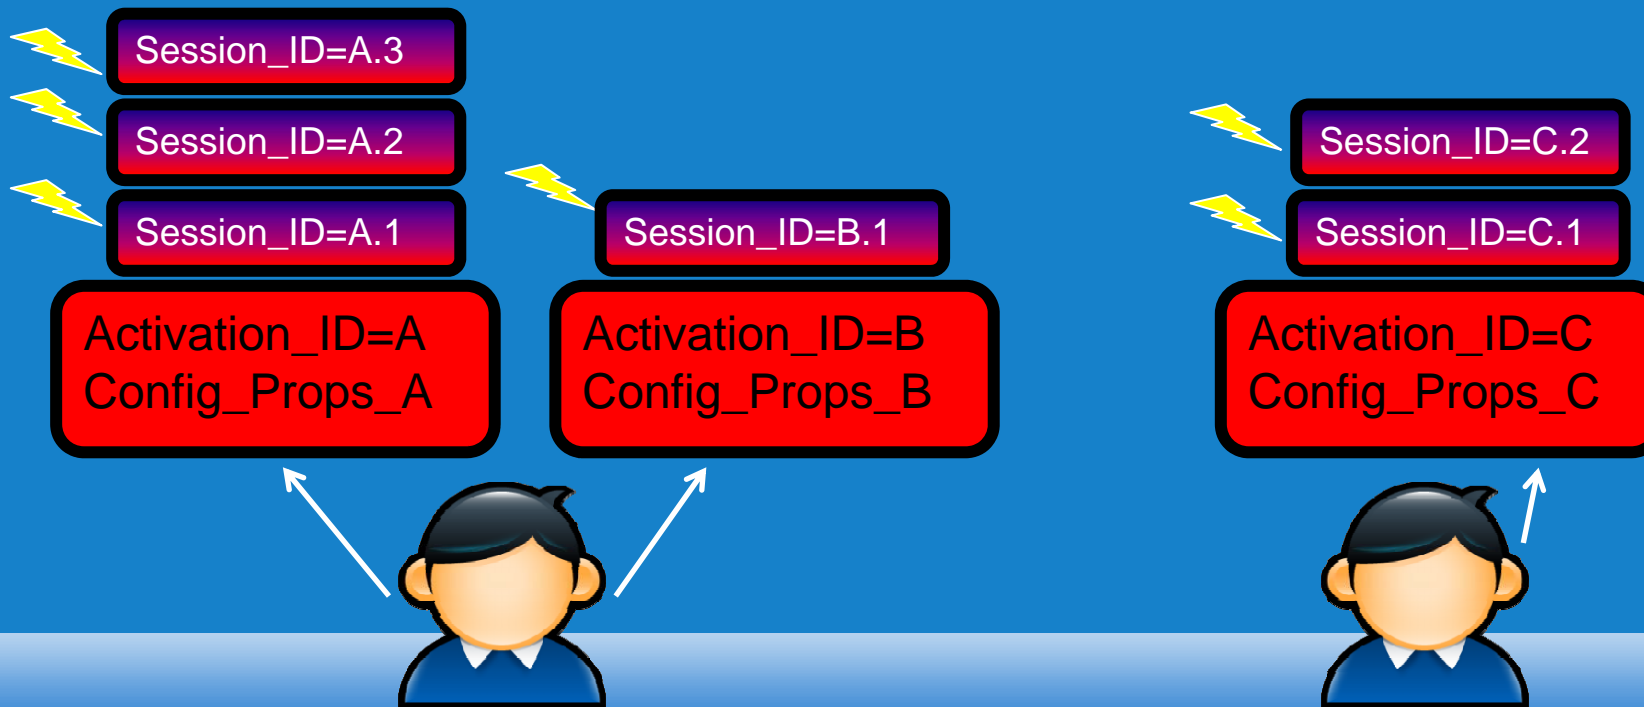 Session_ID=A.3
Session_ID=A.2
Session_ID=A.1
Activation_ID=A
Config_Props_A
Session_ID=B.1
Activation_ID=B
Config_Props_B
Session_ID=C.2
Session_ID=C.1
Activation_ID=C
Config_Props_C